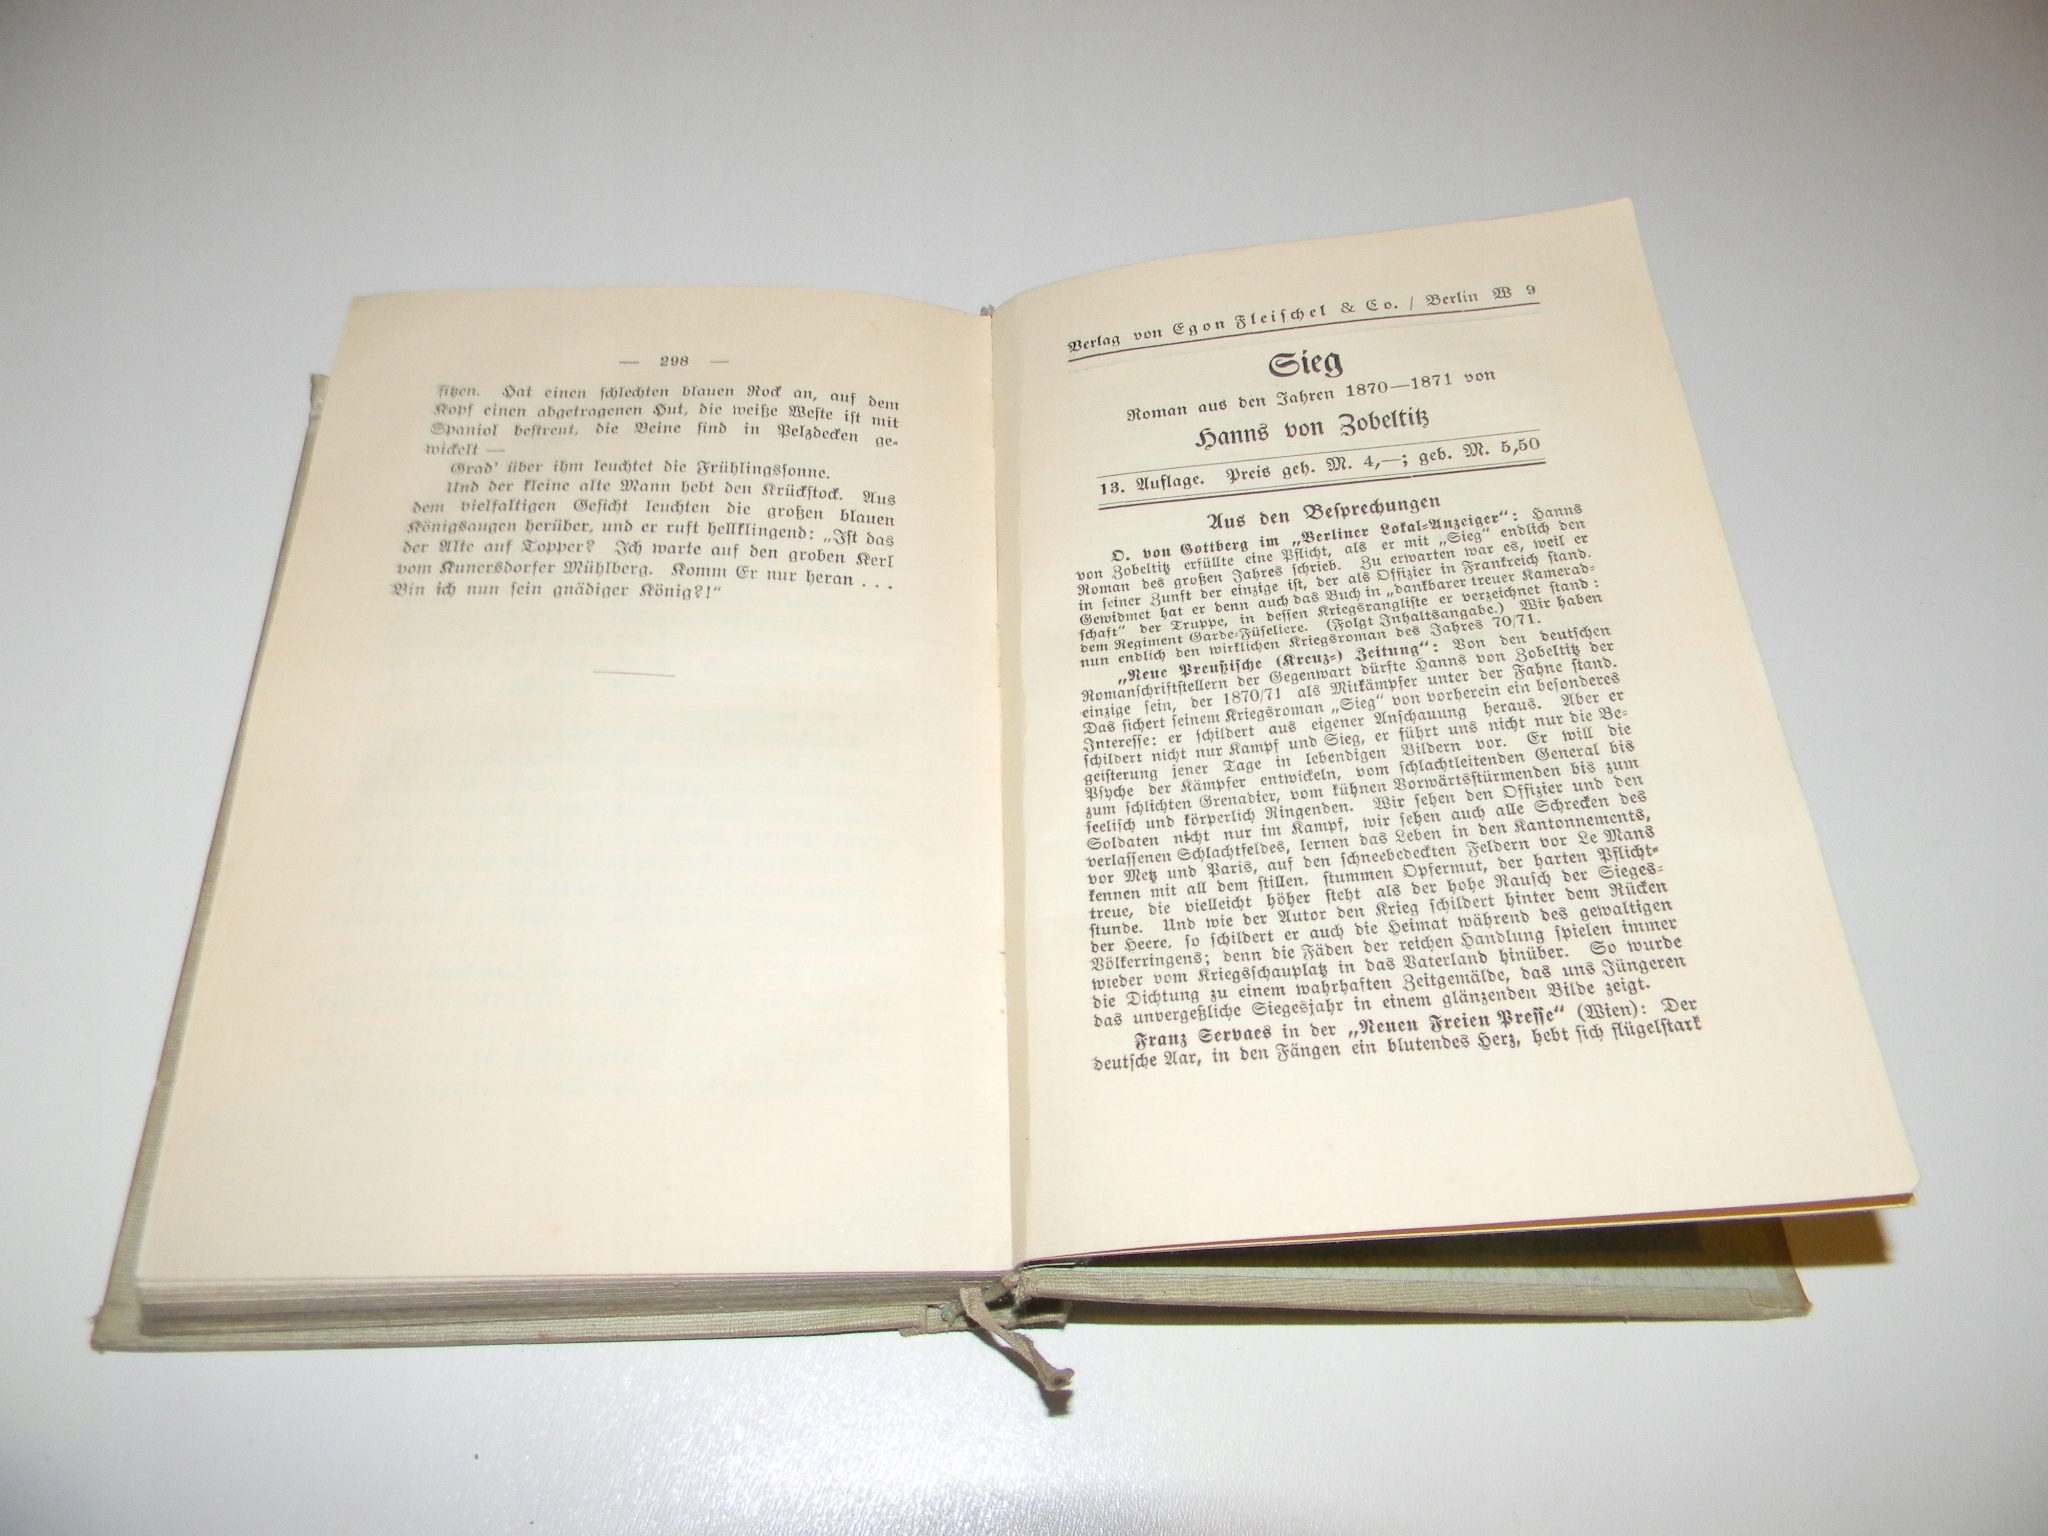 — 298 —
sitzen. Hat einen schlechten blauen Rock an, auf dem
Kopf einen abgetragenen Hut, die weiße Weste ist mit
Spaniol bestreut, die Beine sind in Pelzdecken ge-
wickelt —
Grad' über ihm leuchtet die Frühlingssonne.
Und der kleine alte Mann hebt den Krückstock. Aus
dem vielfaltigen Gesicht leuchten die großen blauen
Königsaugen herüber, und er ruft hellklingend: „Ist das
der Alte auf Topper? Ich warte auf den groben Kerl
vom Kunersdorfer Mühlberg. Komm Er nur heran . . .
Bin ich nun sein gnädiger König?!“
Verlag von Egon Fleischel & Co. / Berlin W 9
Sieg
Roman aus den Jahren 1870—1871 von
Hanns von Zobeltitz
13. Auflage. Preis geh. M. 4,—; geb. M. 5,50
Aus den Besprechungen
O. von Gottberg im „Berliner Lokal-Anzeiger“: Hanns
von Zobeltitz erfüllte eine Pflicht, als er mit „Sieg“ endlich den
Roman des großen Jahres schrieb. Zu erwarten war es, weil er
in seiner Zunft der einzige ist, der als Offizier in Frankreich stand.
Gewidmet hat er denn auch das Buch in „dankbarer treuer Kamerad-
schaft“ der Truppe, in dessen Kriegsrangliste er verzeichnet stand:
dem Regiment Garde-Füseliere. (Folgt Inhaltsangabe.) Wir haben
nun endlich den wirklichen Kriegsroman des Jahres 70/71.
„Neue Preußische (Kreuz-) Zeitung“: Von den deutschen
Romanschriftstellern der Gegenwart dürfte Hanns von Zobeltitz der
einzige sein, der 1870/71 als Mitkämpfer unter der Fahne stand.
Das sichert seinem Kriegsroman „Sieg“ von vorherein ein besonderes
Interesse: er schildert aus eigener Anschauung heraus. Aber er
schildert nicht nur Kampf und Sieg, er führt uns nicht nur die Be-
geisterung jener Tage in lebendigen Bildern vor. Er will die
Psyche der Kämpfer entwickeln, vom schlachtleitenden General bis
zum schlichten Grenadier, vom kühnen Vorwärtsstürmenden bis zum
seelisch und körperlich Ringenden. Wir sehen den Offizier und den
Soldaten nicht nur im Kampf, wir sehen auch alle Schrecken des
verlassenen Schlachtfeldes, lernen das Leben in den Kantonnements,
vor Metz und Paris, auf den schneebedeckten Feldern vor Le Mans
kennen mit all dem stillen, stummen Opfermut, der harten Pflicht-
treue, die vielleicht höher steht als der hohe Rausch der Sieges-
stunde. Und wie der Autor den Krieg schildert hinter dem Rücken
der Heere, so schildert er auch die Heimat während des gewaltigen
Völkerringens; denn die Fäden der reichen Handlung spielen immer
wieder vom Kriegsschauplatz in das Vaterland hinüber. So wurde
die Dichtung zu einem wahrhaften Zeitgemälde, das uns Jüngeren
das unvergeßliche Siegesjahr in einem glänzenden Bilde zeigt.
Franz Servaes in der „Neuen Freien Presse“ (Wien): Der
deutsche Aar, in den Fängen ein blutendes Herz, hebt sich flügelstark